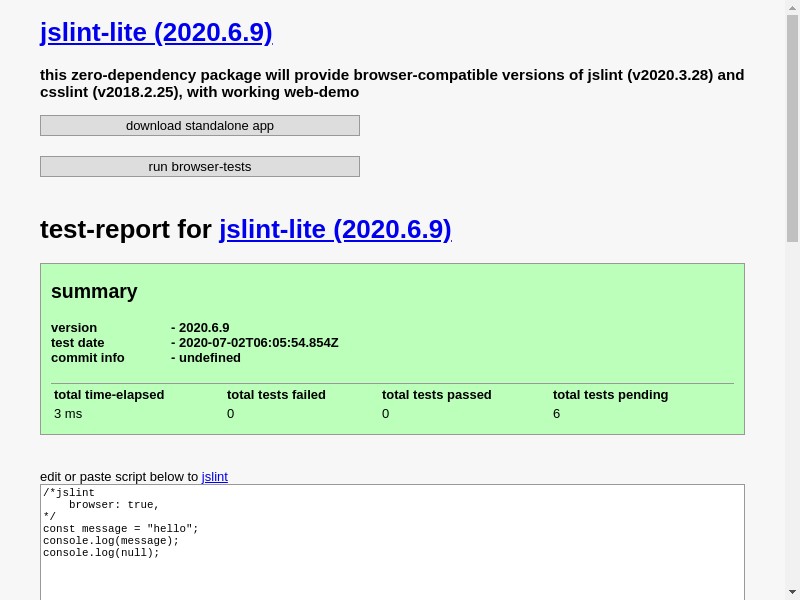 jslint-lite (2020.6.9)
this zero-dependency package will provide browser-compatible versions of jslint (v2020.3.28) and
csslint (v2018.2.25), with working web-demo
download standalone app
run browser-tests
test-report for jslint-lite (2020.6.9)
summary
version - 2020.6.9
test date - 2020-07-02T06:05:54.854Z
commit info - undefined
total time-elapsed total tests failed total tests passed total tests pending
3 ms 0 0 6
edit or paste script below to jslint
/*jslint
    browser: true,
*/
const message = "hello";
console.log(message);
console.log(null);